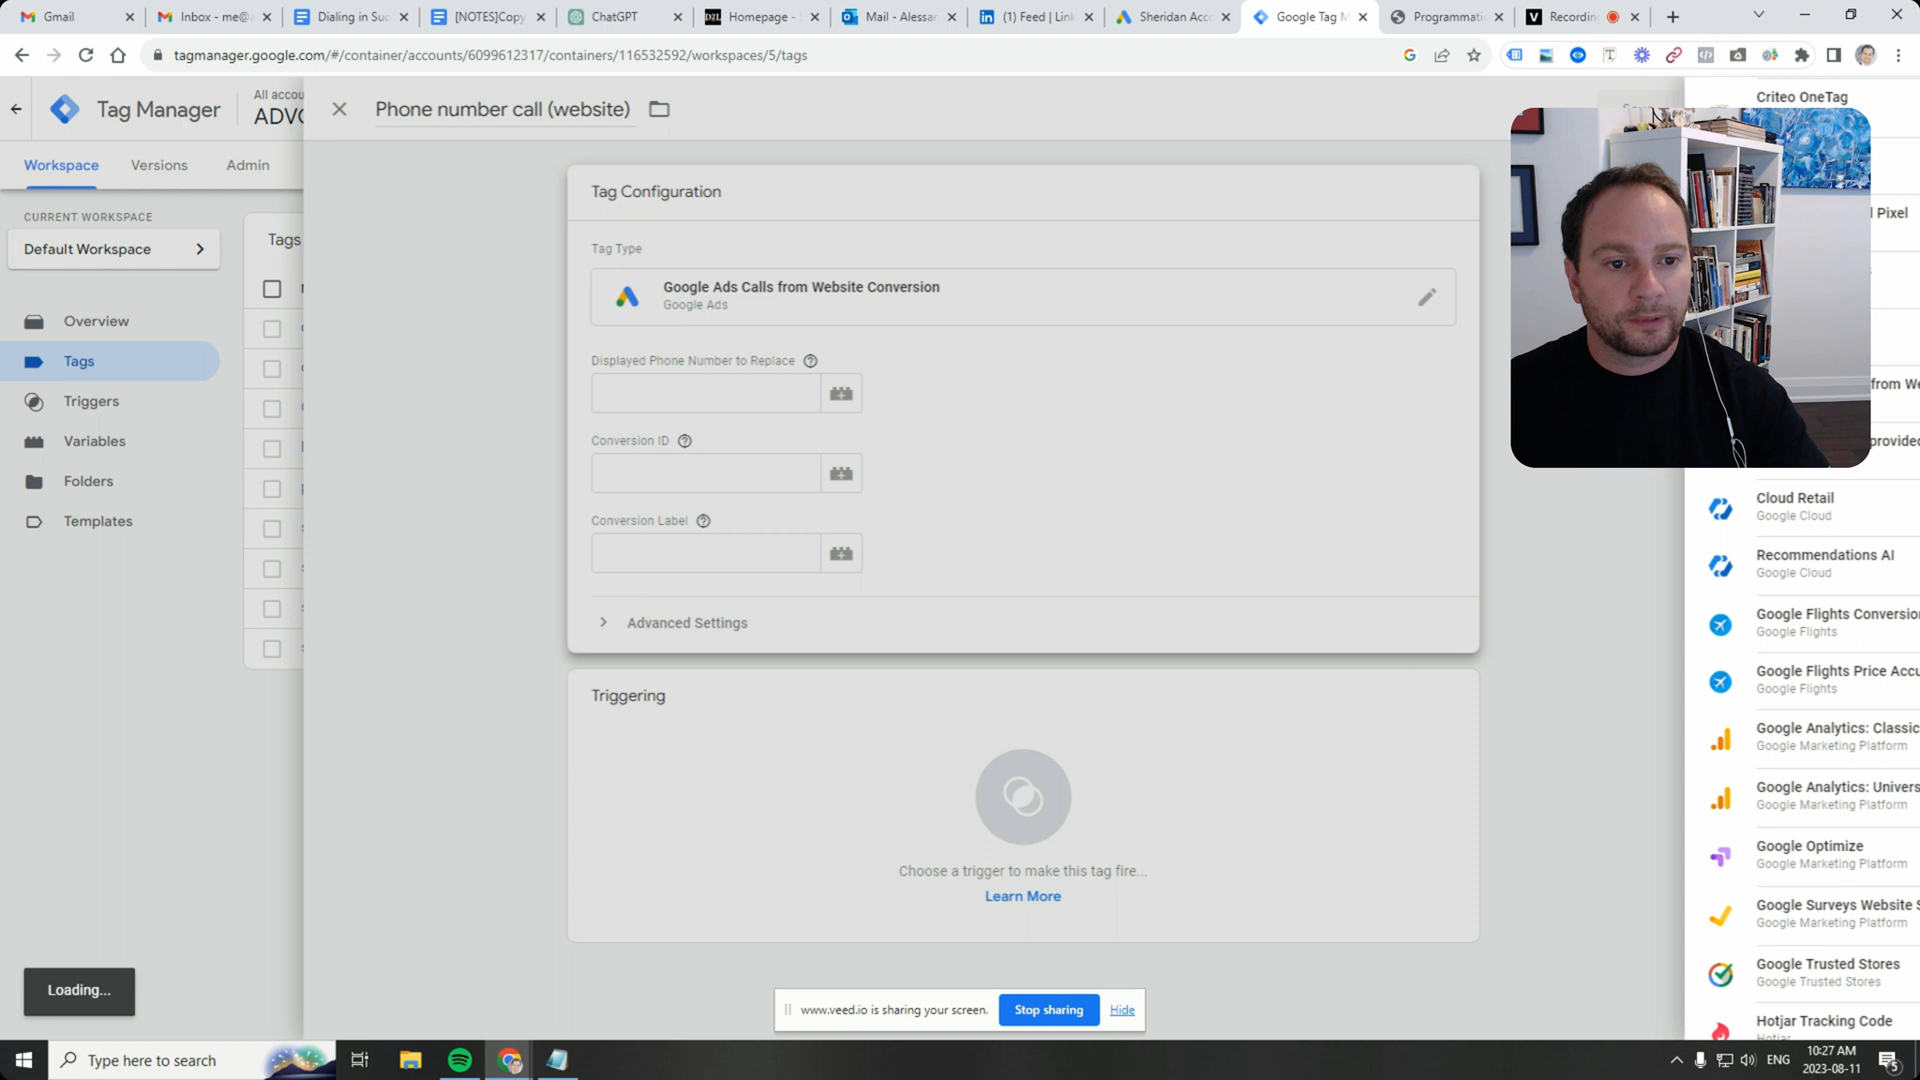 Gmail
Inbox - me@
Dialing in Suc
[NOTES]Copy
ChatGPT
D2L
Homepage -
Mail - Alessar
(1) Feed | Link
Sheridan Acc
Google Tag M
Programmati
Recordin
tagmanager.google.com/#/container/accounts/6099612317/containers/116532592/workspaces/5/tags
Tag Manager
All accou
ADVO
Phone number call (website)
Workspace
Versions
Admin
CURRENT WORKSPACE
Default Workspace
Overview
Tags
Triggers
Variables
Folders
Templates
Tags
Tag Configuration
Tag Type
Google Ads Calls from Website Conversion
Google Ads
Displayed Phone Number to Replace
Conversion ID
Conversion Label
Advanced Settings
Triggering
Choose a trigger to make this tag fire...
Learn More
Criteo OneTag
l Pixel
from We
provided
Cloud Retail
Google Cloud
Recommendations AI
Google Cloud
Google Flights Conversion
Google Flights
Google Flights Price Accu
Google Flights
Google Analytics: Classic
Google Marketing Platform
Google Analytics: Univers
Google Marketing Platform
Google Optimize
Google Marketing Platform
Google Surveys Website S
Google Marketing Platform
Google Trusted Stores
Google Trusted Stores
Hotjar Tracking Code
Hotjar
Loading...
www.veed.io is sharing your screen.
Stop sharing
Hide
Type here to search
ENG
10:27 AM
2023-08-11
5